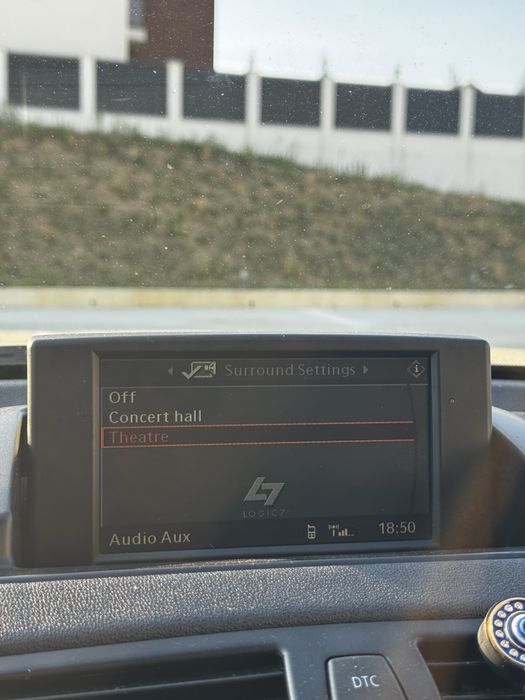 Surround Settings
Off
Concert hall
Theatre
LOGIC7
Audio Aux 18:50
DTC